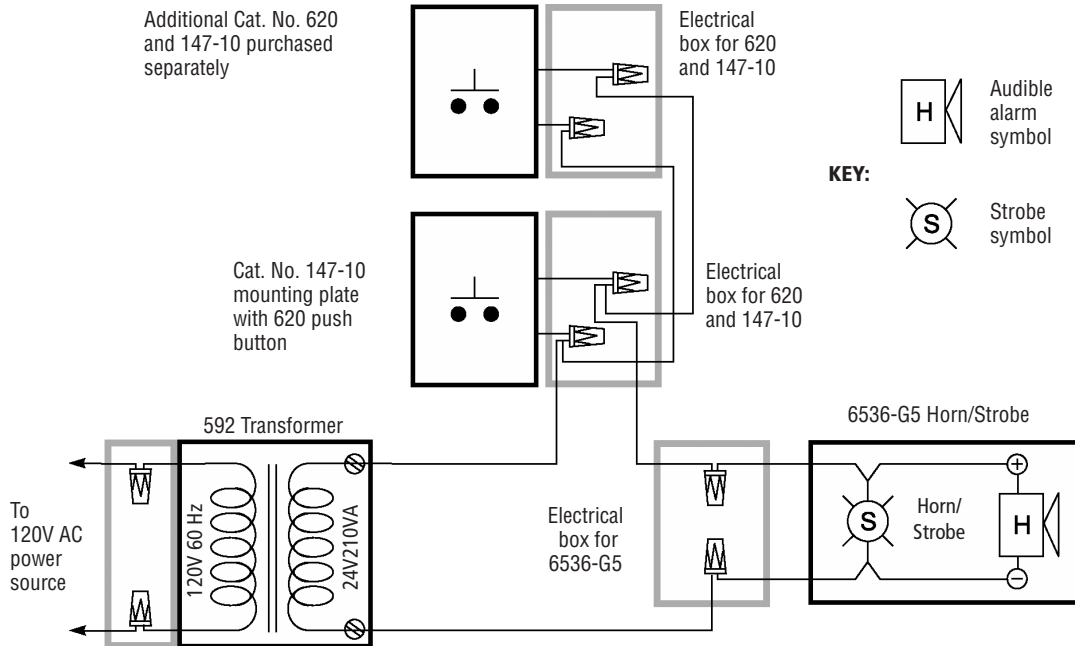 Additional Cat. No. 620
and 147-10 purchased
separately
Electrical
box for 620
and 147-10
H
Audible
alarm
symbol
KEY:
S
Strobe
symbol
Cat. No. 147-10
mounting plate
with 620 push
button
Electrical
box for 620
and 147-10
592 Transformer
6536-G5 Horn/Strobe
To
120V AC
power
source
120V 60 Hz
24V210VA
Electrical
box for
6536-G5
S
Horn/
Strobe
+
H
−